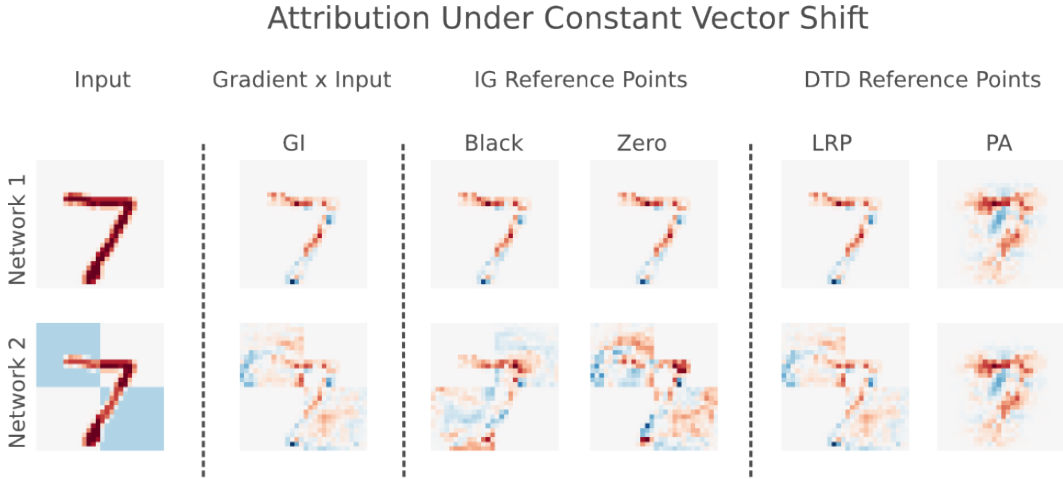 Attribution Under Constant Vector Shift
Input Gradient x Input IG Reference Points DTD Reference Points
GI Black Zero LRP PA
Network 1
Network 2